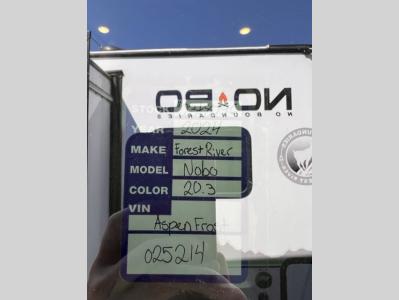 NO BO
NO BOUNDARIES
STOCK
YEAR 2024
MAKE Forest River
MODEL Nobo
COLOR 20.3
VIN
Aspen Frost
025214